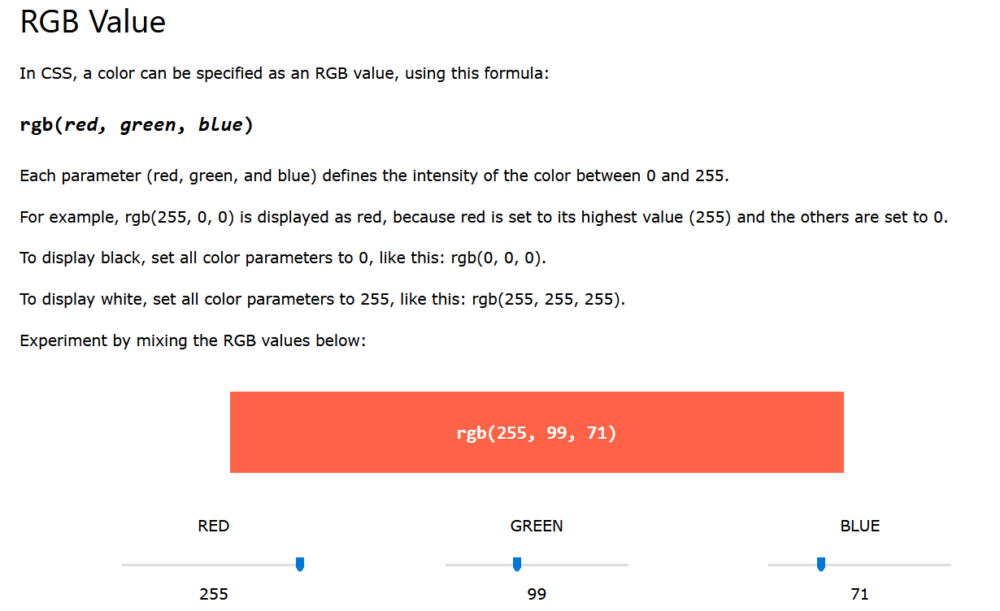 RGB Value
In CSS, a color can be specified as an RGB value, using this formula:
rgb(red, green, blue)
Each parameter (red, green, and blue) defines the intensity of the color between 0 and 255.
For example, rgb(255, 0, 0) is displayed as red, because red is set to its highest value (255) and the others are set to 0.
To display black, set all color parameters to 0, like this: rgb(0, 0, 0).
To display white, set all color parameters to 255, like this: rgb(255, 255, 255).
Experiment by mixing the RGB values below:
rgb(255, 99, 71)
RED GREEN BLUE
255 99 71